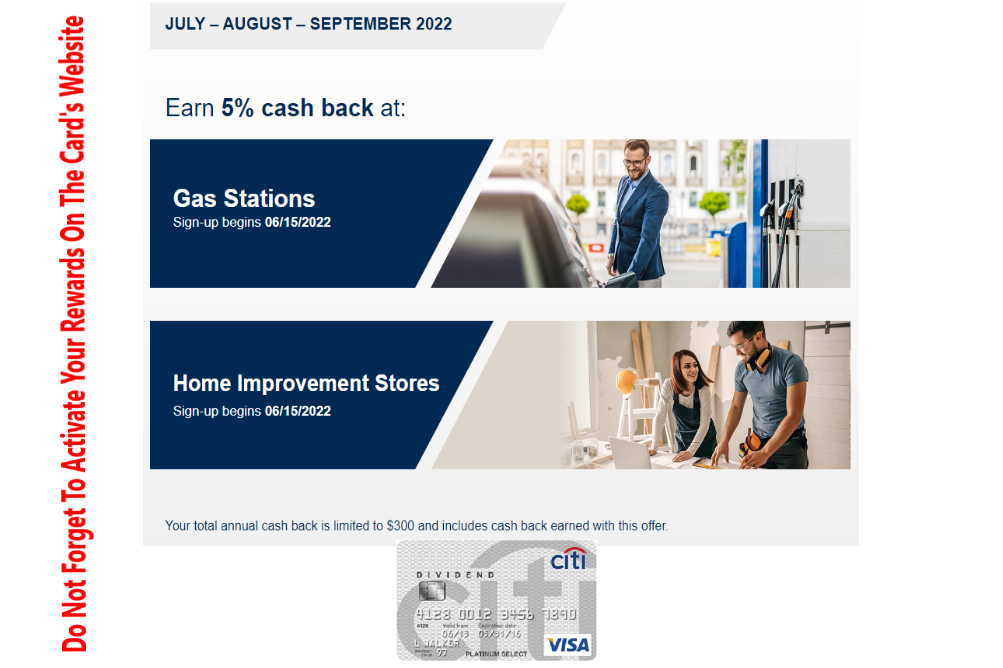 Do Not Forget To Activate Your Rewards On The Card's Website
JULY – AUGUST – SEPTEMBER 2022
Earn 5% cash back at:
Gas Stations
Sign-up begins 06/15/2022
Home Improvement Stores
Sign-up begins 06/15/2022
Your total annual cash back is limited to $300 and includes cash back earned with this offer.
citi
DIVIDEND
4128 0012 3456 7890
4128 Valid from Expiration date
06/13 05/31/16
L WALKER
97 PLATINUM SELECT
VISA
citi